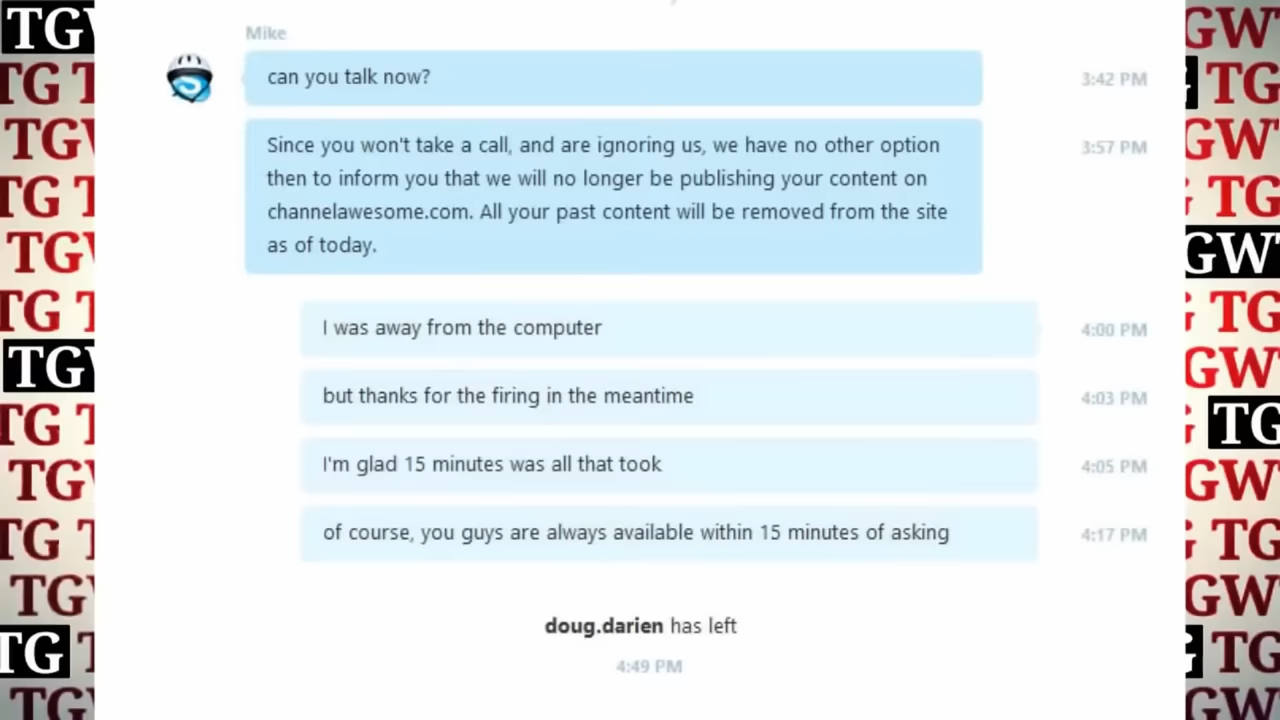 Mike
can you talk now?
3:42 PM
Since you won't take a call, and are ignoring us, we have no other option
then to inform you that we will no longer be publishing your content on
channelawesome.com. All your past content will be removed from the site
as of today.
3:57 PM
I was away from the computer
4:00 PM
but thanks for the firing in the meantime
4:03 PM
I'm glad 15 minutes was all that took
4:05 PM
of course, you guys are always available within 15 minutes of asking
4:17 PM
doug.darien has left
4:49 PM